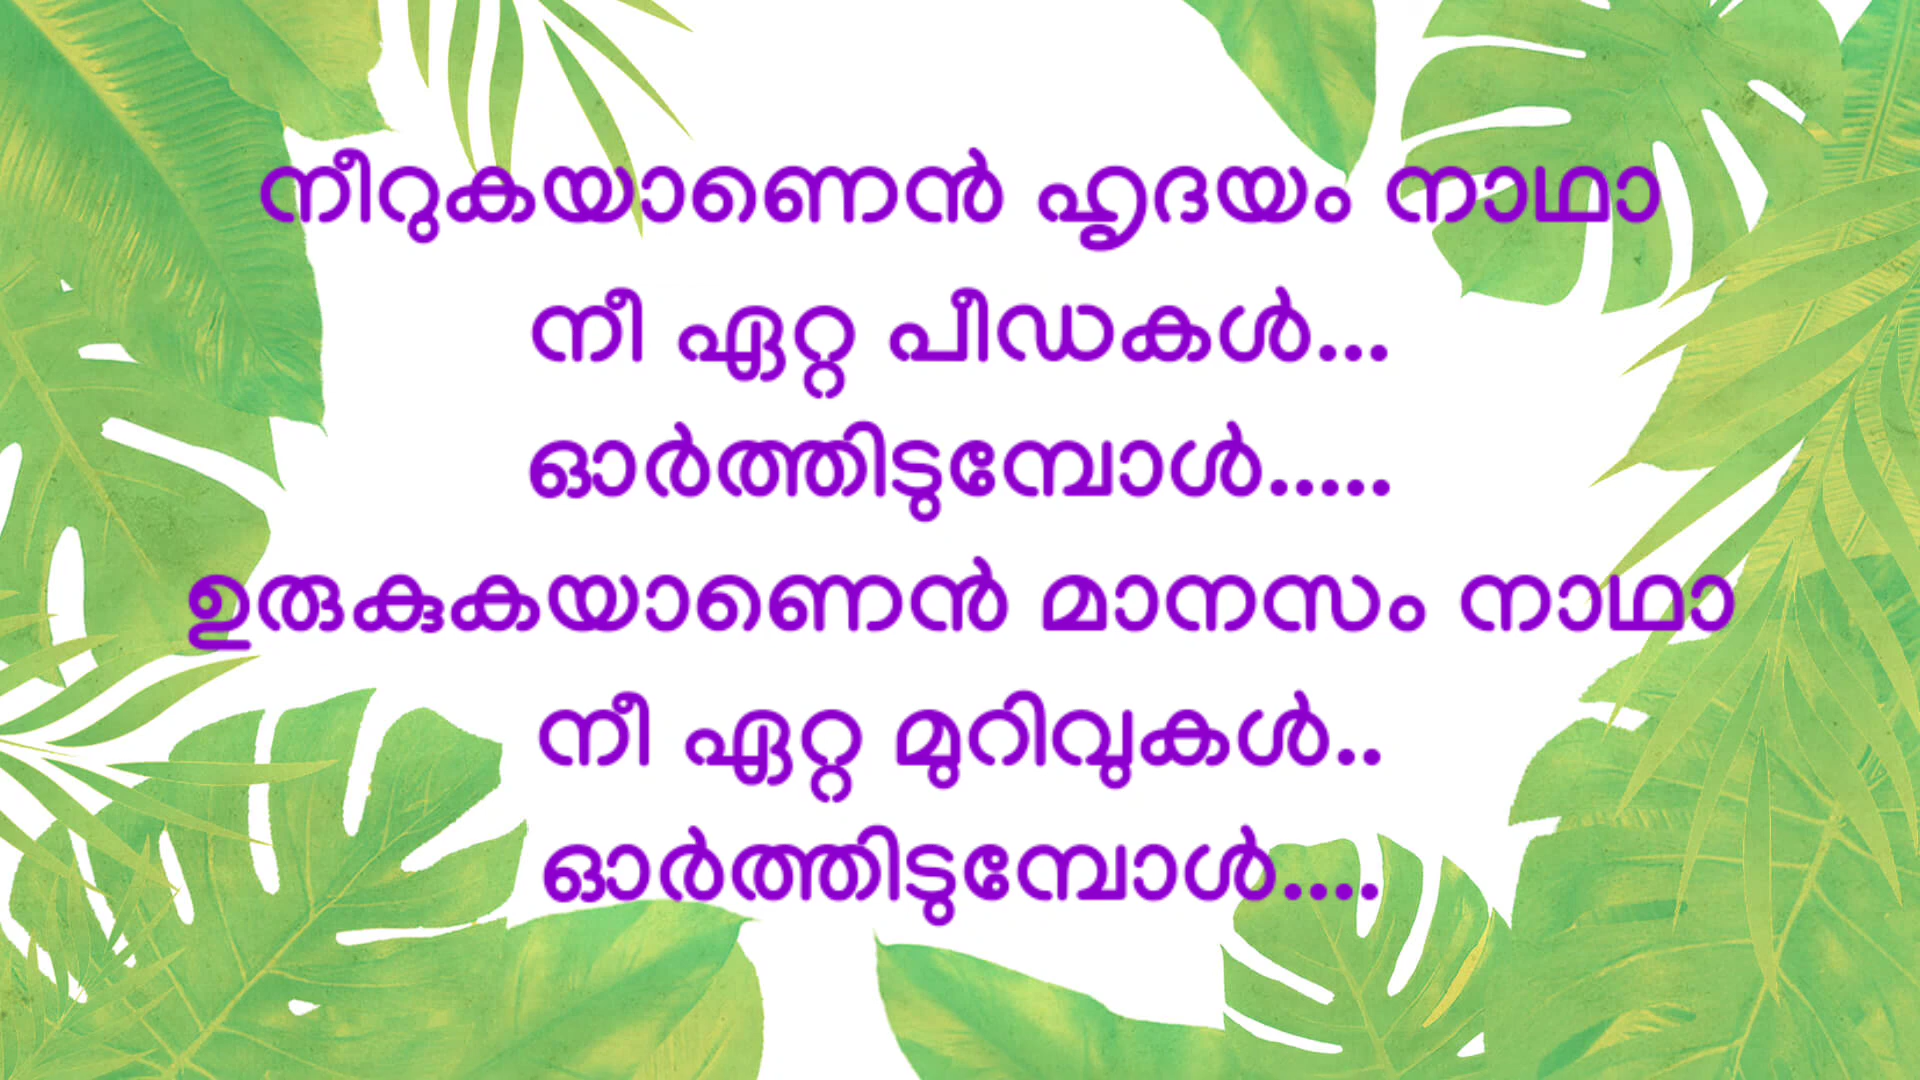 നീറുകയാണെൻ ഹൃദയം നാഥാ
നീ ഏറ്റ പീഡകൾ...
ഓർത്തിടുമ്പോൾ.....
ഉരുകുകയാണെൻ മാനസം നാഥാ
നീ ഏറ്റ മുറിവുകൾ..
ഓർത്തിടുമ്പോൾ....